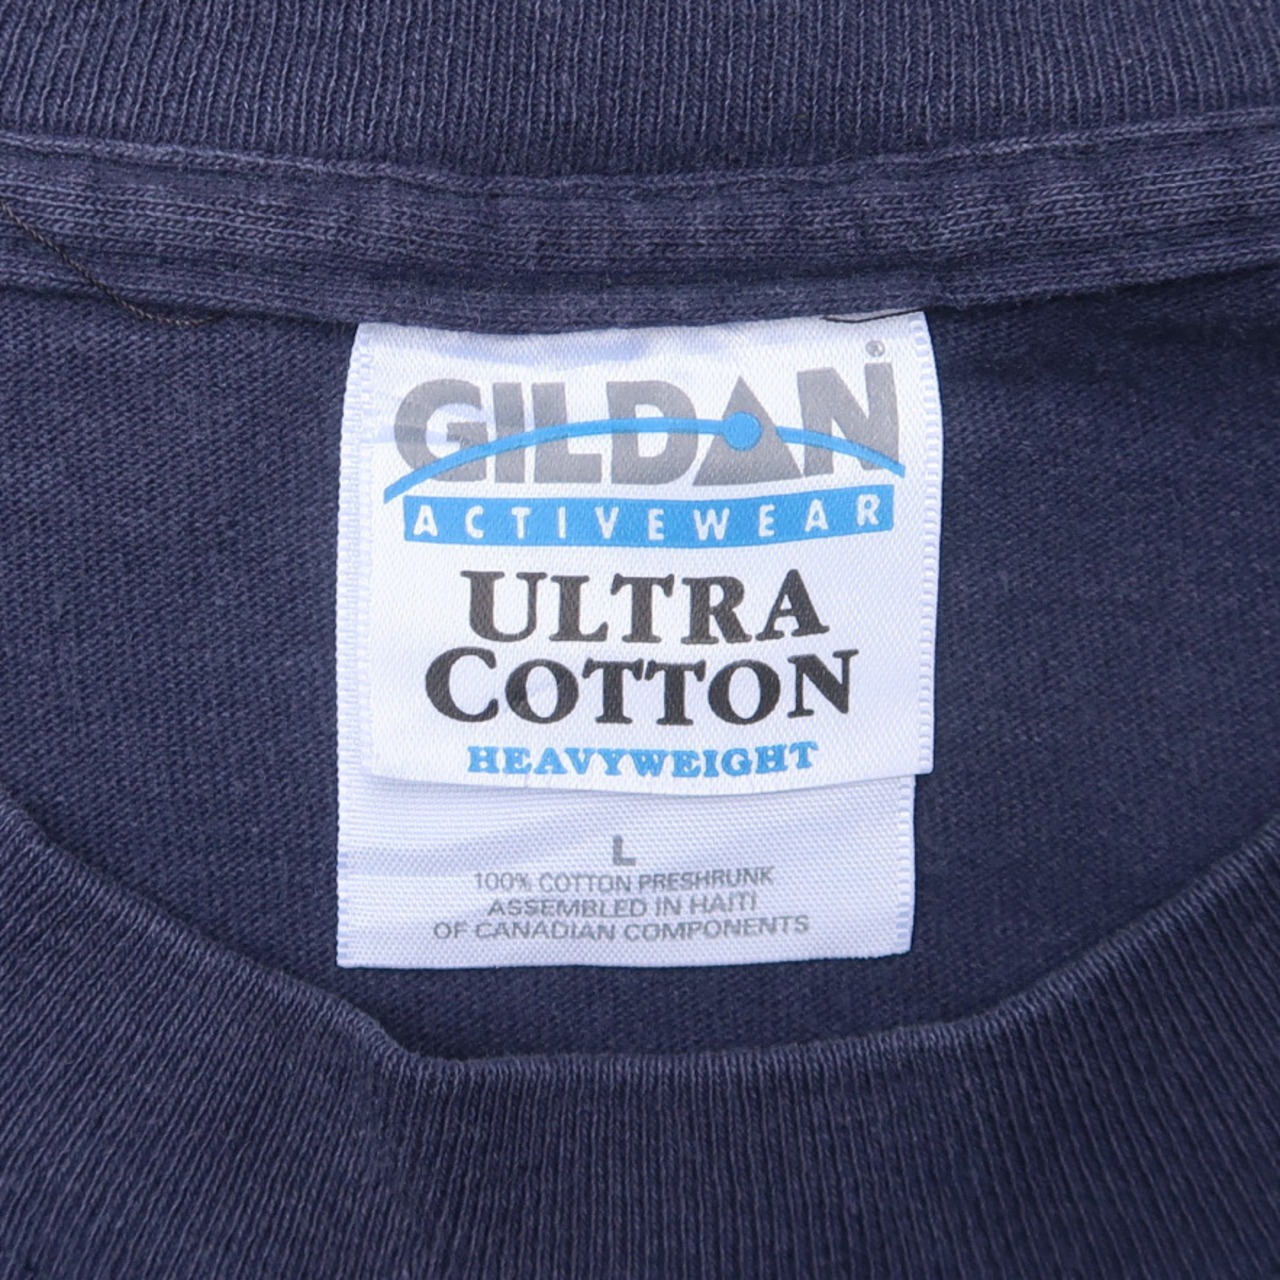 GILDAN®
ACTIVEWEAR
ULTRA
COTTON
HEAVYWEIGHT
L
100% COTTON PRESHRUNK
ASSEMBLED IN HAITI
OF CANADIAN COMPONENTS